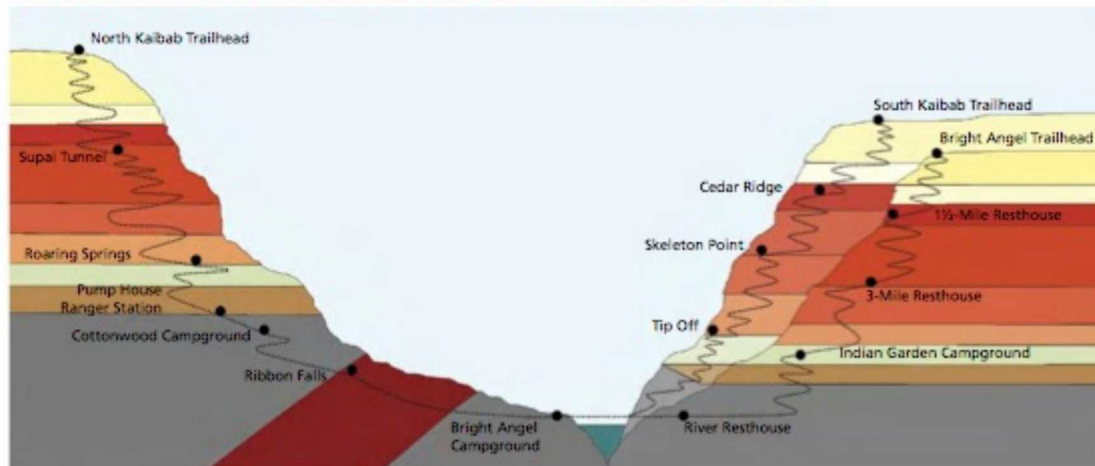 North Kaibab Trailhead
South Kaibab Trailhead
Bright Angel Trailhead
Supai Tunnel
Cedar Ridge
1½-Mile Resthouse
Skeleton Point
Roaring Springs
Pump House
Ranger Station
3-Mile Resthouse
Tip Off
Cottonwood Campground
Indian Garden Campground
Ribbon Falls
Bright Angel
Campground
River Resthouse